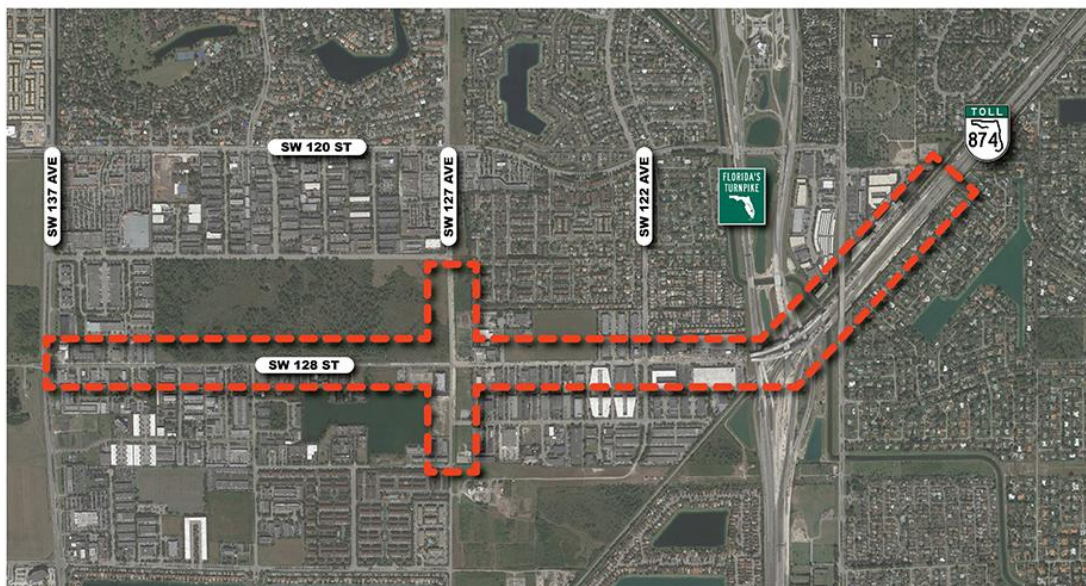 TOLL
874
SW 120 ST
SW 137 AVE
SW 127 AVE
SW 122 AVE
FLORIDA'S
TURNPIKE
SW 128 ST